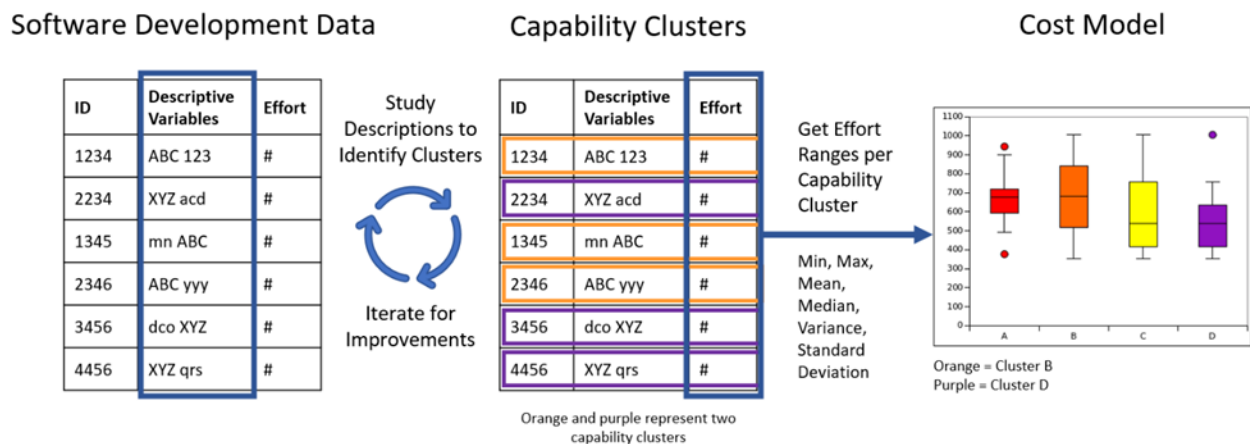 Software Development Data
Capability Clusters
Cost Model
ID
Descriptive
Variables
Effort
1234
ABC 123
#
2234
XYZ acd
#
1345
mn ABC
#
2346
ABC yyy
#
3456
dco XYZ
#
4456
XYZ qrs
#
Study
Descriptions to
Identify Clusters
Iterate for
Improvements
ID
Descriptive
Variables
Effort
1234
ABC 123
#
2234
XYZ acd
#
1345
mn ABC
#
2346
ABC yyy
#
3456
dco XYZ
#
4456
XYZ qrs
#
Orange and purple represent two
capability clusters
Get Effort
Ranges per
Capability
Cluster
Min, Max,
Mean,
Median,
Variance,
Standard
Deviation
1100
1000
900
800
700
600
500
400
300
200
100
0
A
B
C
D
Orange = Cluster B
Purple = Cluster D